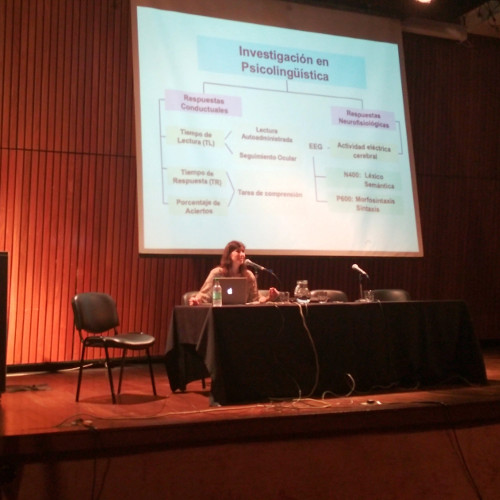 Investigación en
Psicolingüística
Respuestas
Conductuales
Tiempo de
Lectura (TL)
Lectura
Autoadministrada
Seguimiento Ocular
Tiempo de
Respuesta (TR)
Porcentaje de
Aciertos
Tarea de comprensión
Respuestas
Neurofisiológicas
EEG
Actividad eléctrica
cerebral
N400: Léxico
Semántica
P600: Morfosintaxis
Sintaxis